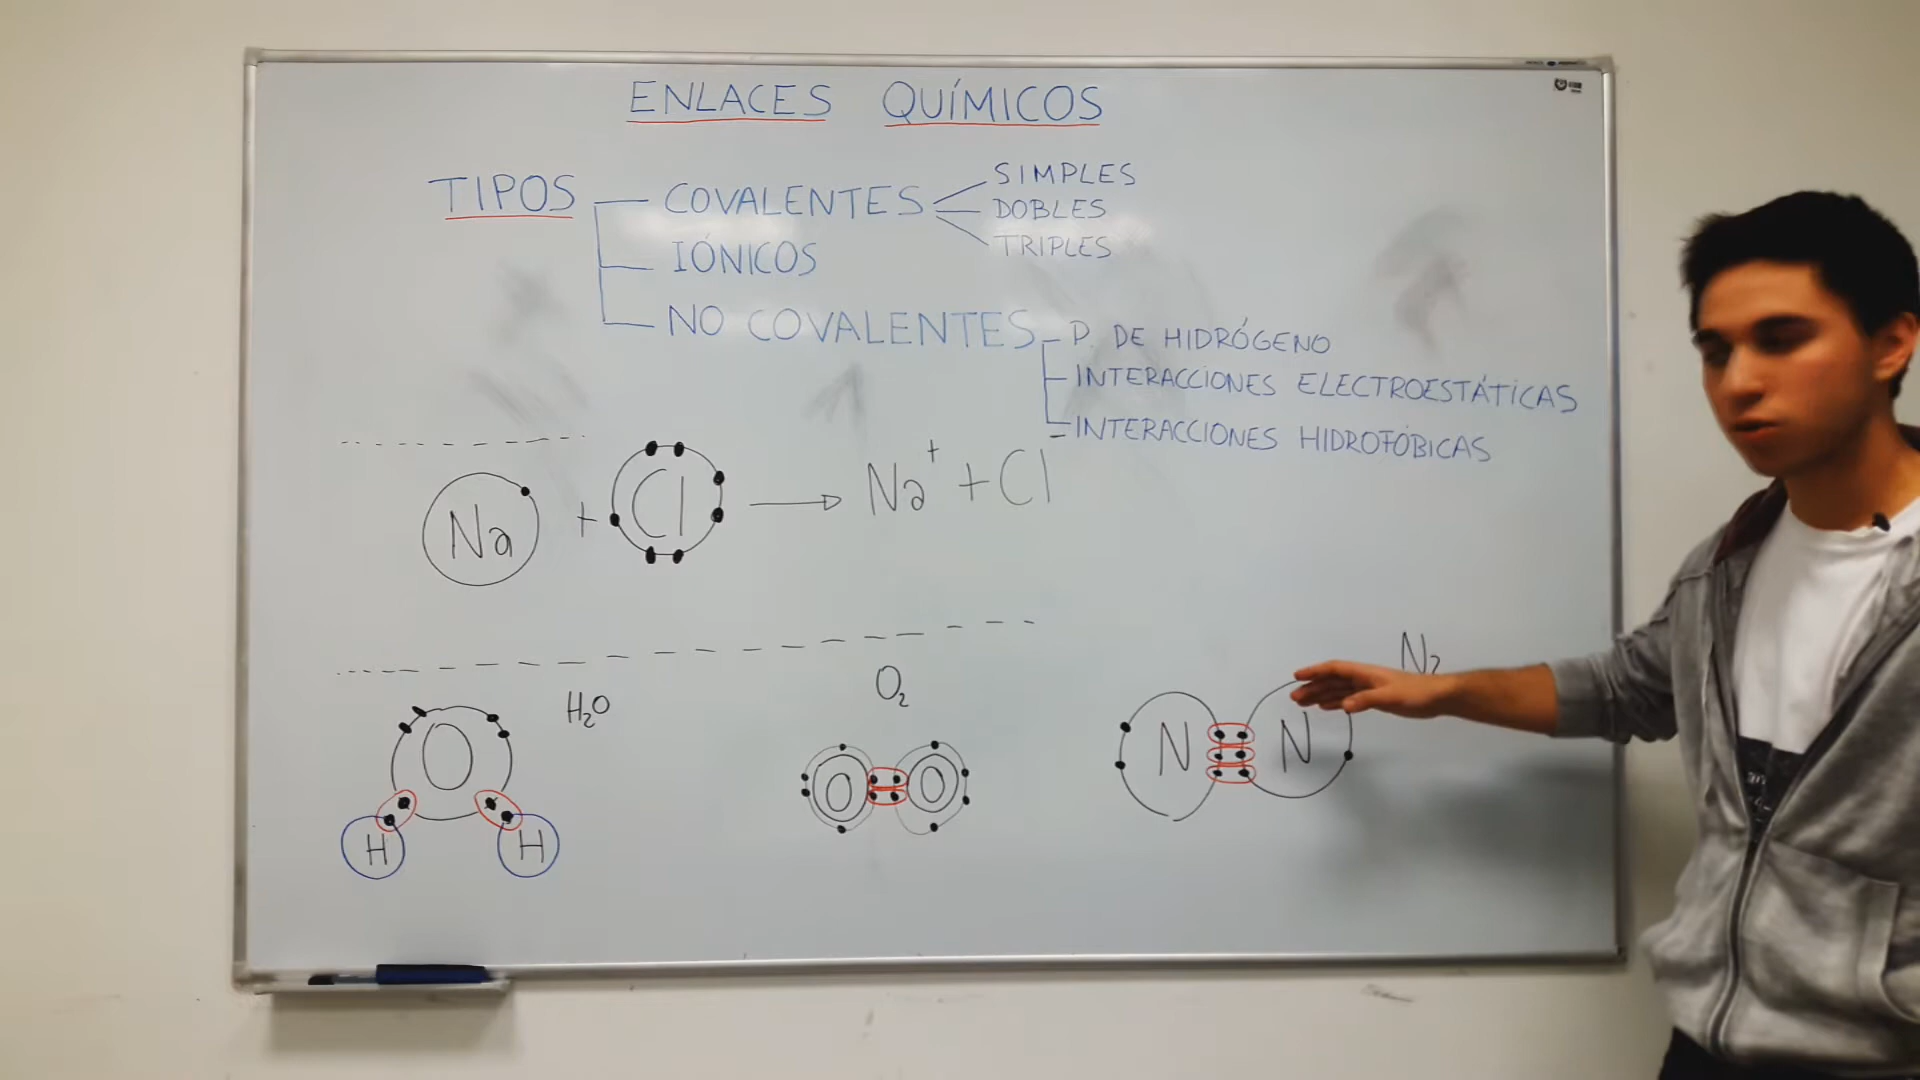 ENLACES QUÍMICOS
TIPOS
COVALENTES
SIMPLES
DOBLES
TRIPLES
IÓNICOS
NO COVALENTES
P. DE HIDRÓGENO
INTERACCIONES ELECTROESTÁTICAS
INTERACCIONES HIDROFÓBICAS
Na + Cl → Na⁺ + Cl⁻
H₂O
O
H H
O₂
O O
N₂
N N